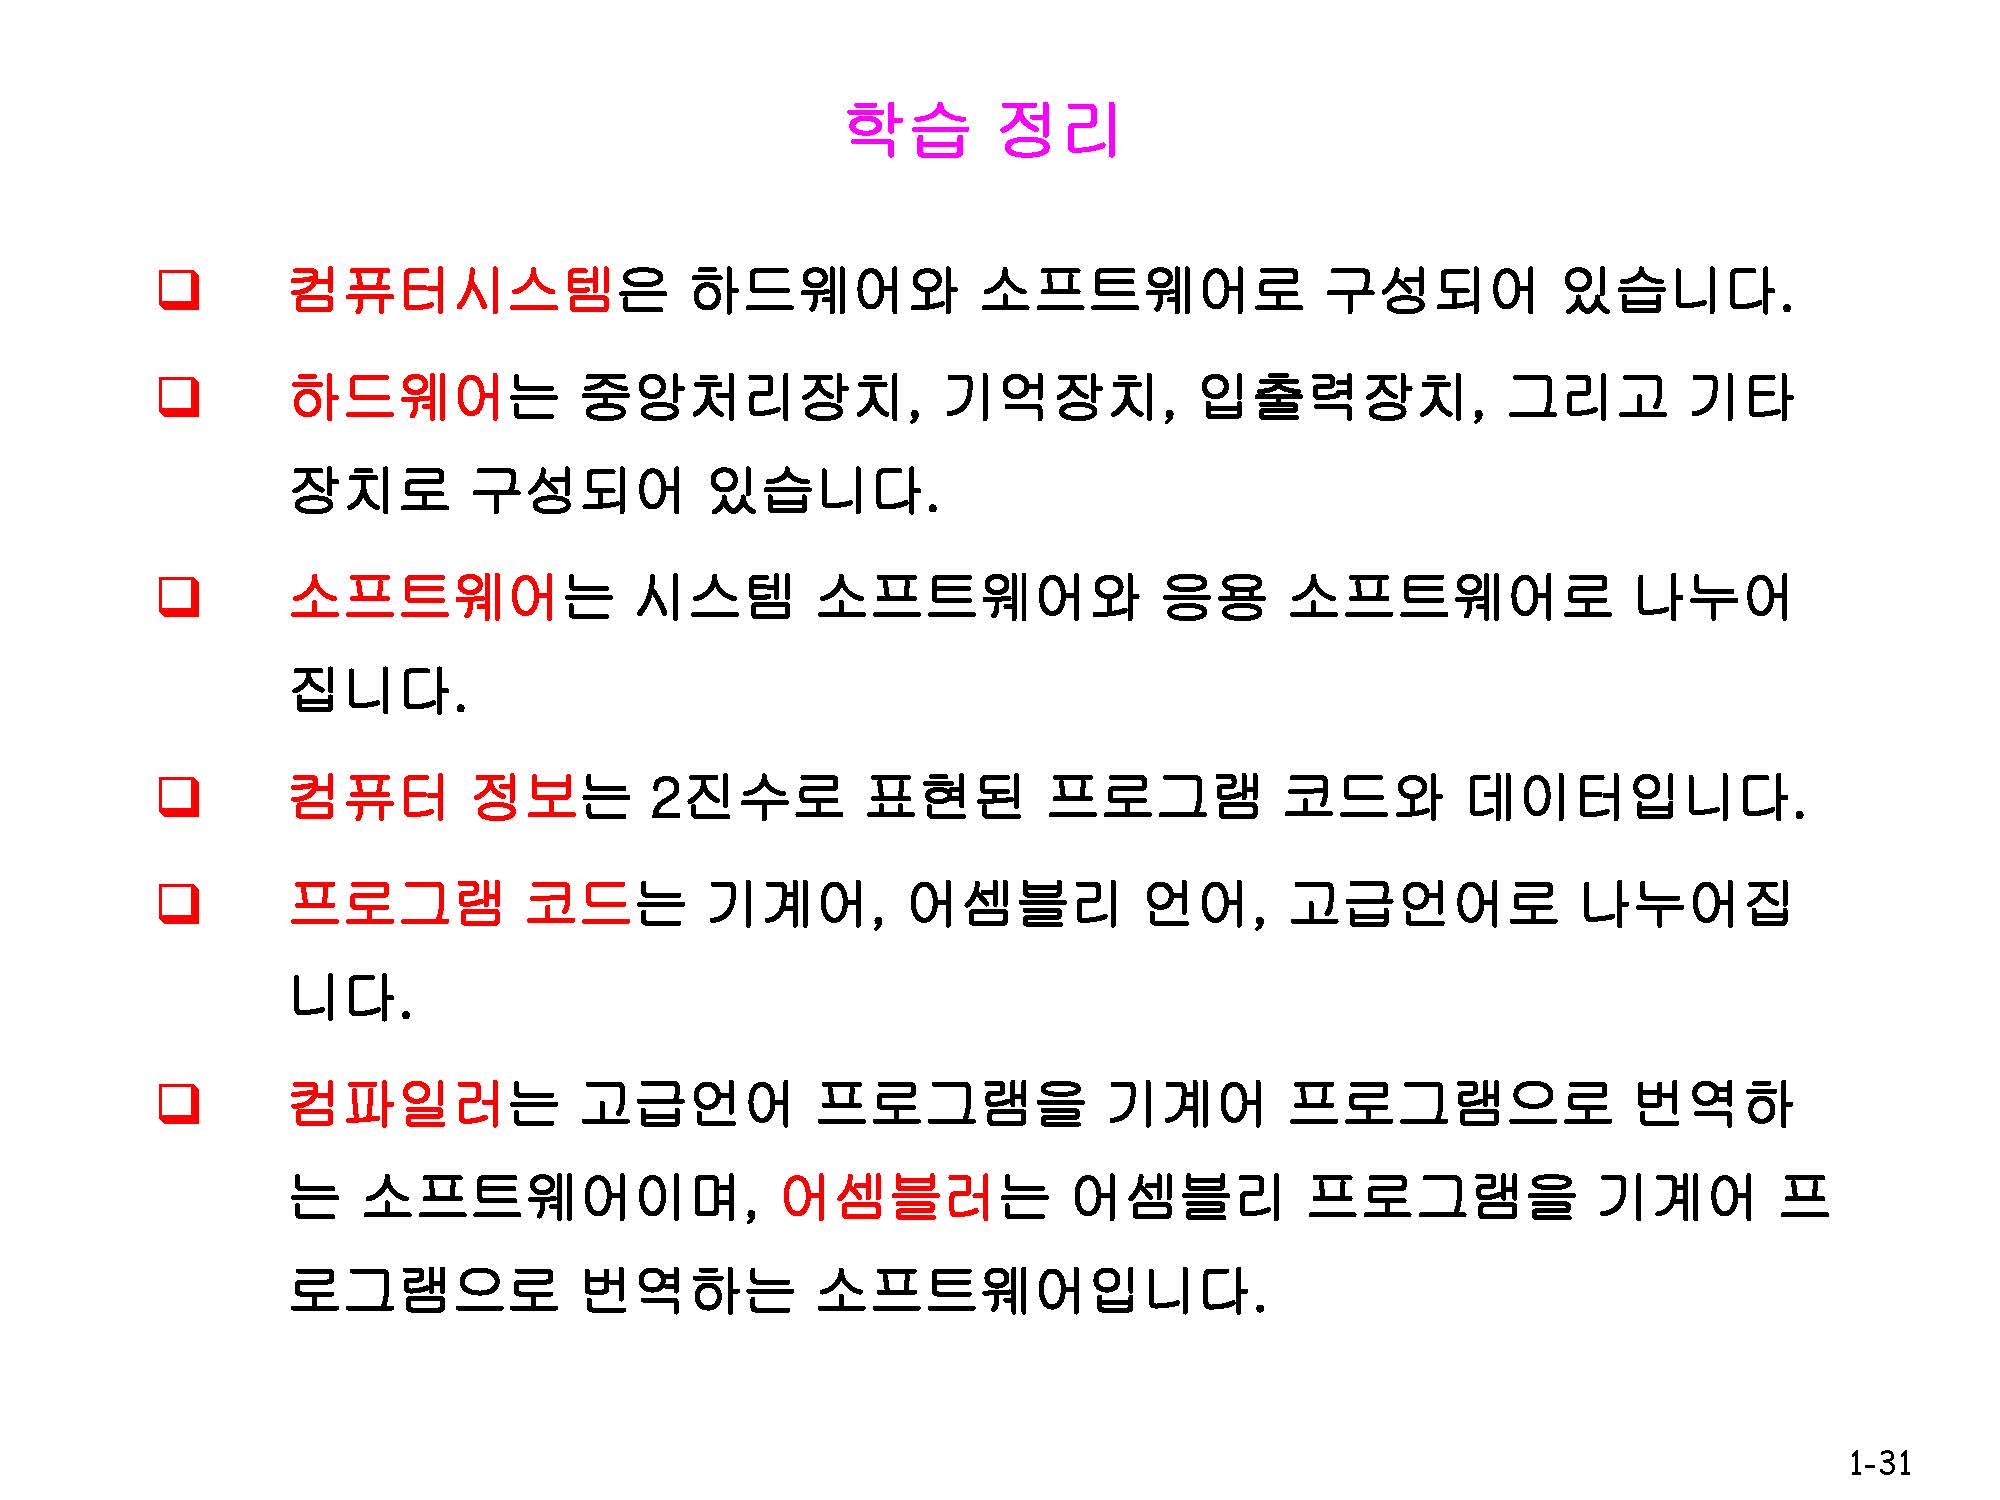 학습 정리
❑ 컴퓨터시스템은 하드웨어와 소프트웨어로 구성되어 있습니다.
❑ 하드웨어는 중앙처리장치, 기억장치, 입출력장치, 그리고 기타
장치로 구성되어 있습니다.
❑ 소프트웨어는 시스템 소프트웨어와 응용 소프트웨어로 나누어
집니다.
❑ 컴퓨터 정보는 2진수로 표현된 프로그램 코드와 데이터입니다.
❑ 프로그램 코드는 기계어, 어셈블리 언어, 고급언어로 나누어집
니다.
❑ 컴파일러는 고급언어 프로그램을 기계어 프로그램으로 번역하
는 소프트웨어이며, 어셈블러는 어셈블리 프로그램을 기계어 프
로그램으로 번역하는 소프트웨어입니다.
1-31